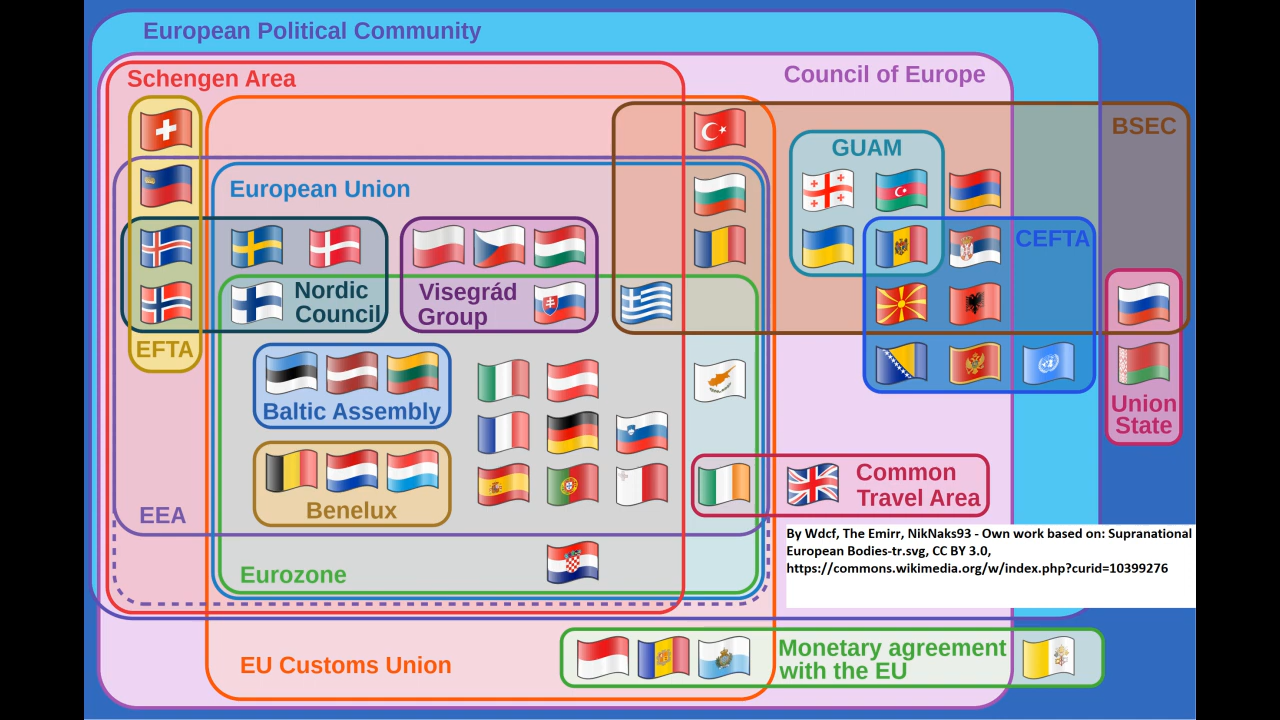 European Political Community
Schengen Area
Council of Europe
BSEC
GUAM
European Union
CEFTA
Nordic
Council
Visegrád
Group
EFTA
Baltic Assembly
Union
State
Common
Travel Area
Benelux
EEA
By Wdcf, The Emirr, NikNaks93 - Own work based on: Supranational
European Bodies-tr.svg, CC BY 3.0,
https://commons.wikimedia.org/w/index.php?curid=10399276
Eurozone
EU Customs Union
Monetary agreement
with the EU